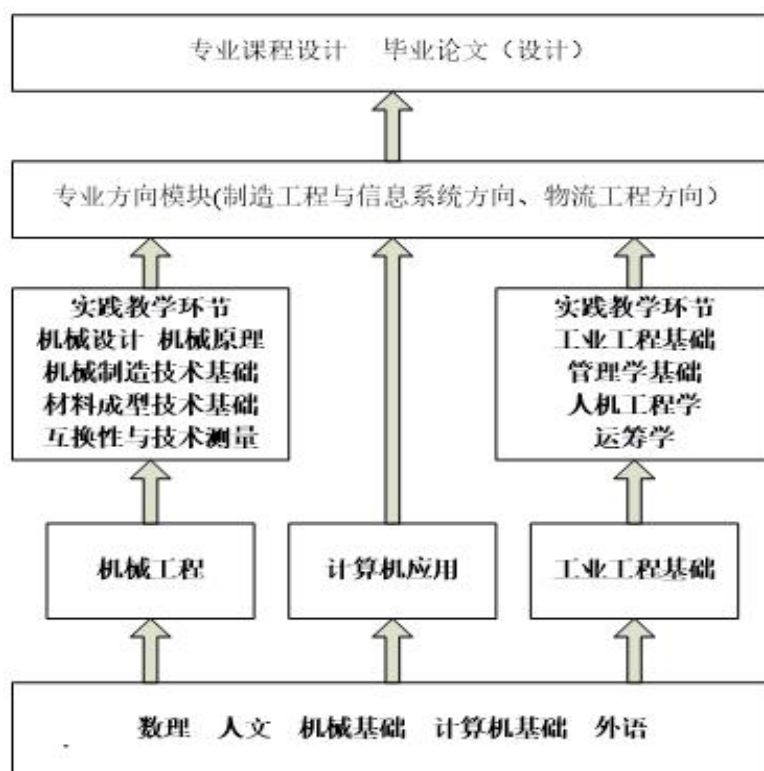 专业课程设计 毕业论文（设计）
专业方向模块(制造工程与信息系统方向、物流工程方向）
实践教学环节
机械设计 机械原理
机械制造技术基础
材料成型技术基础
互换性与技术测量
实践教学环节
工业工程基础
管理学基础
人机工程学
运筹学
机械工程
计算机应用
工业工程基础
数理 人文 机械基础 计算机基础 外语